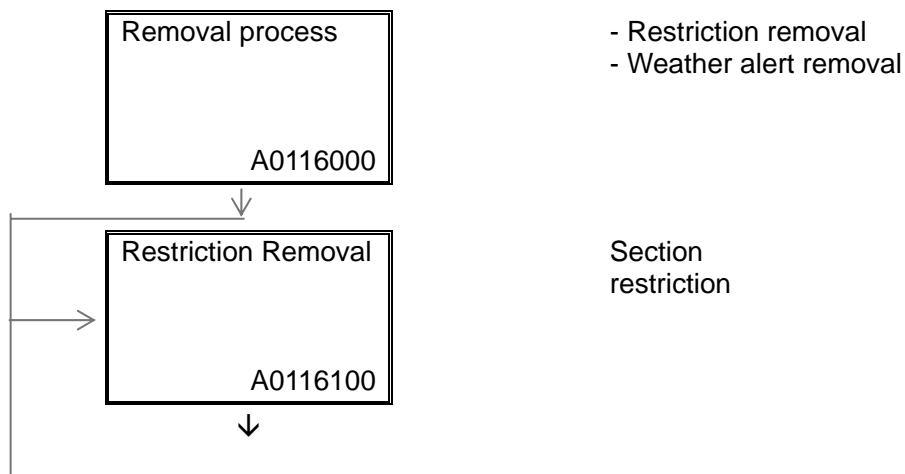 Removal process
- Restriction removal
- Weather alert removal
A0116000
Restriction Removal
Section
restriction
A0116100